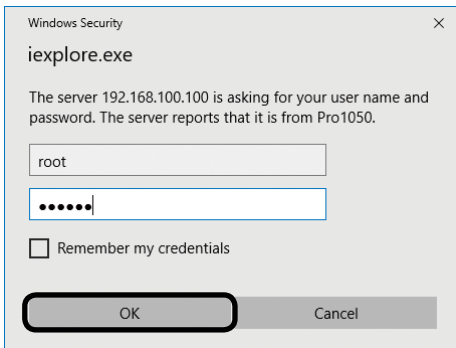 Windows Security
iexplore.exe
The server 192.168.100.100 is asking for your user name and
password. The server reports that it is from Pro1050.
root
●●●●●●
Remember my credentials
OK Cancel